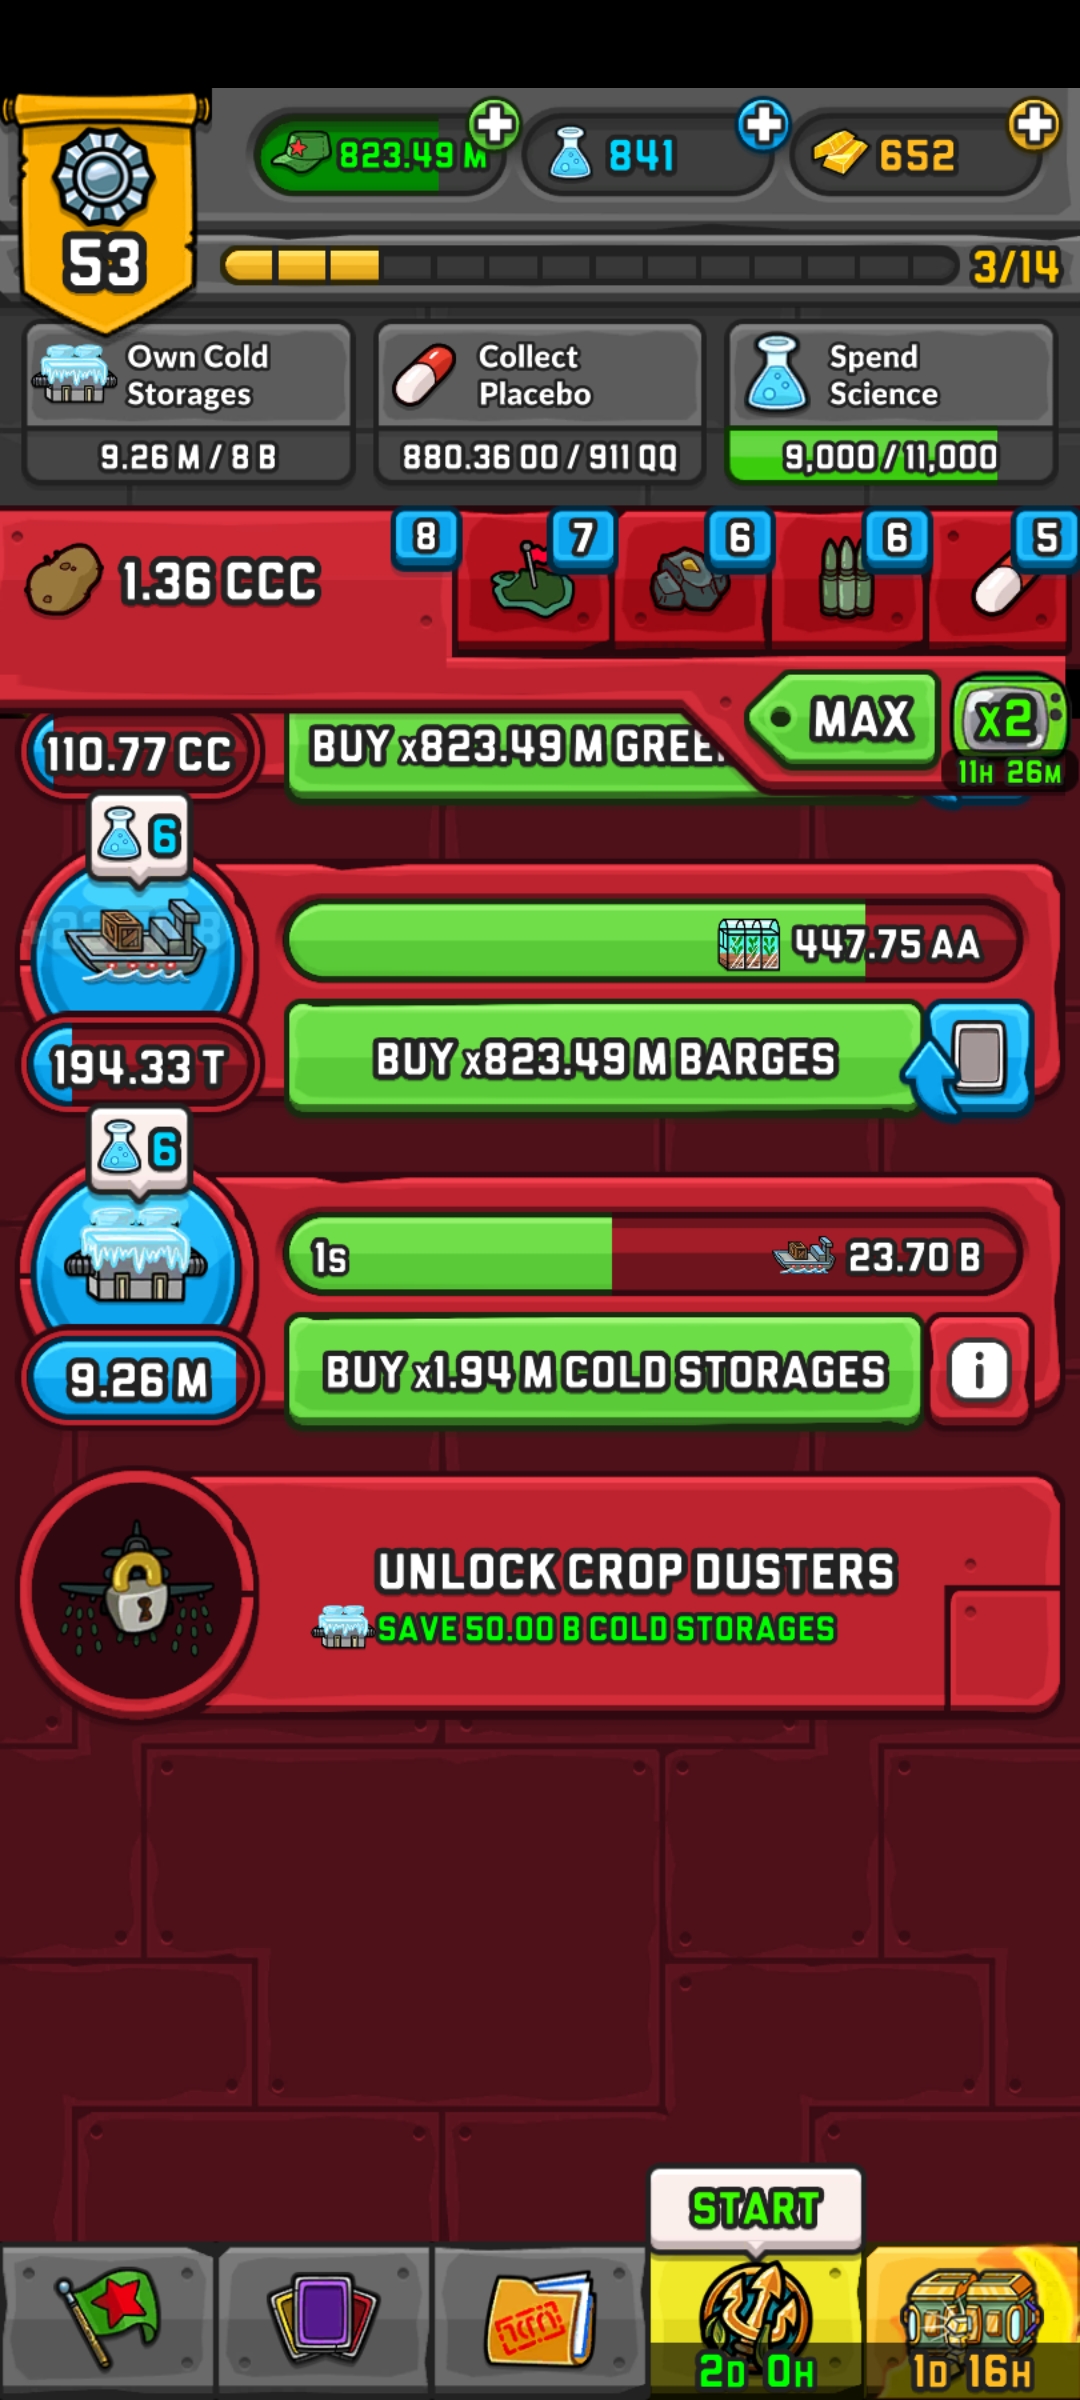 823.49 M
841
652
53
3/14
Own Cold
Storages
9.26 M / 8 B
Collect
Placebo
880.36 OO / 911 QQ
Spend
Science
9,000 / 11,000
1.36 CCC
8
7
6
6
5
MAX
x2
11H 26M
110.77 CC
BUY x823.49 M GREE
6
447.75 AA
194.33 T
BUY x823.49 M BARGES
6
1s
23.70 B
9.26 M
BUY x1.94 M COLD STORAGES
i
UNLOCK CROP DUSTERS
SAVE 50.00 B COLD STORAGES
START
2D 0H
1D 16H